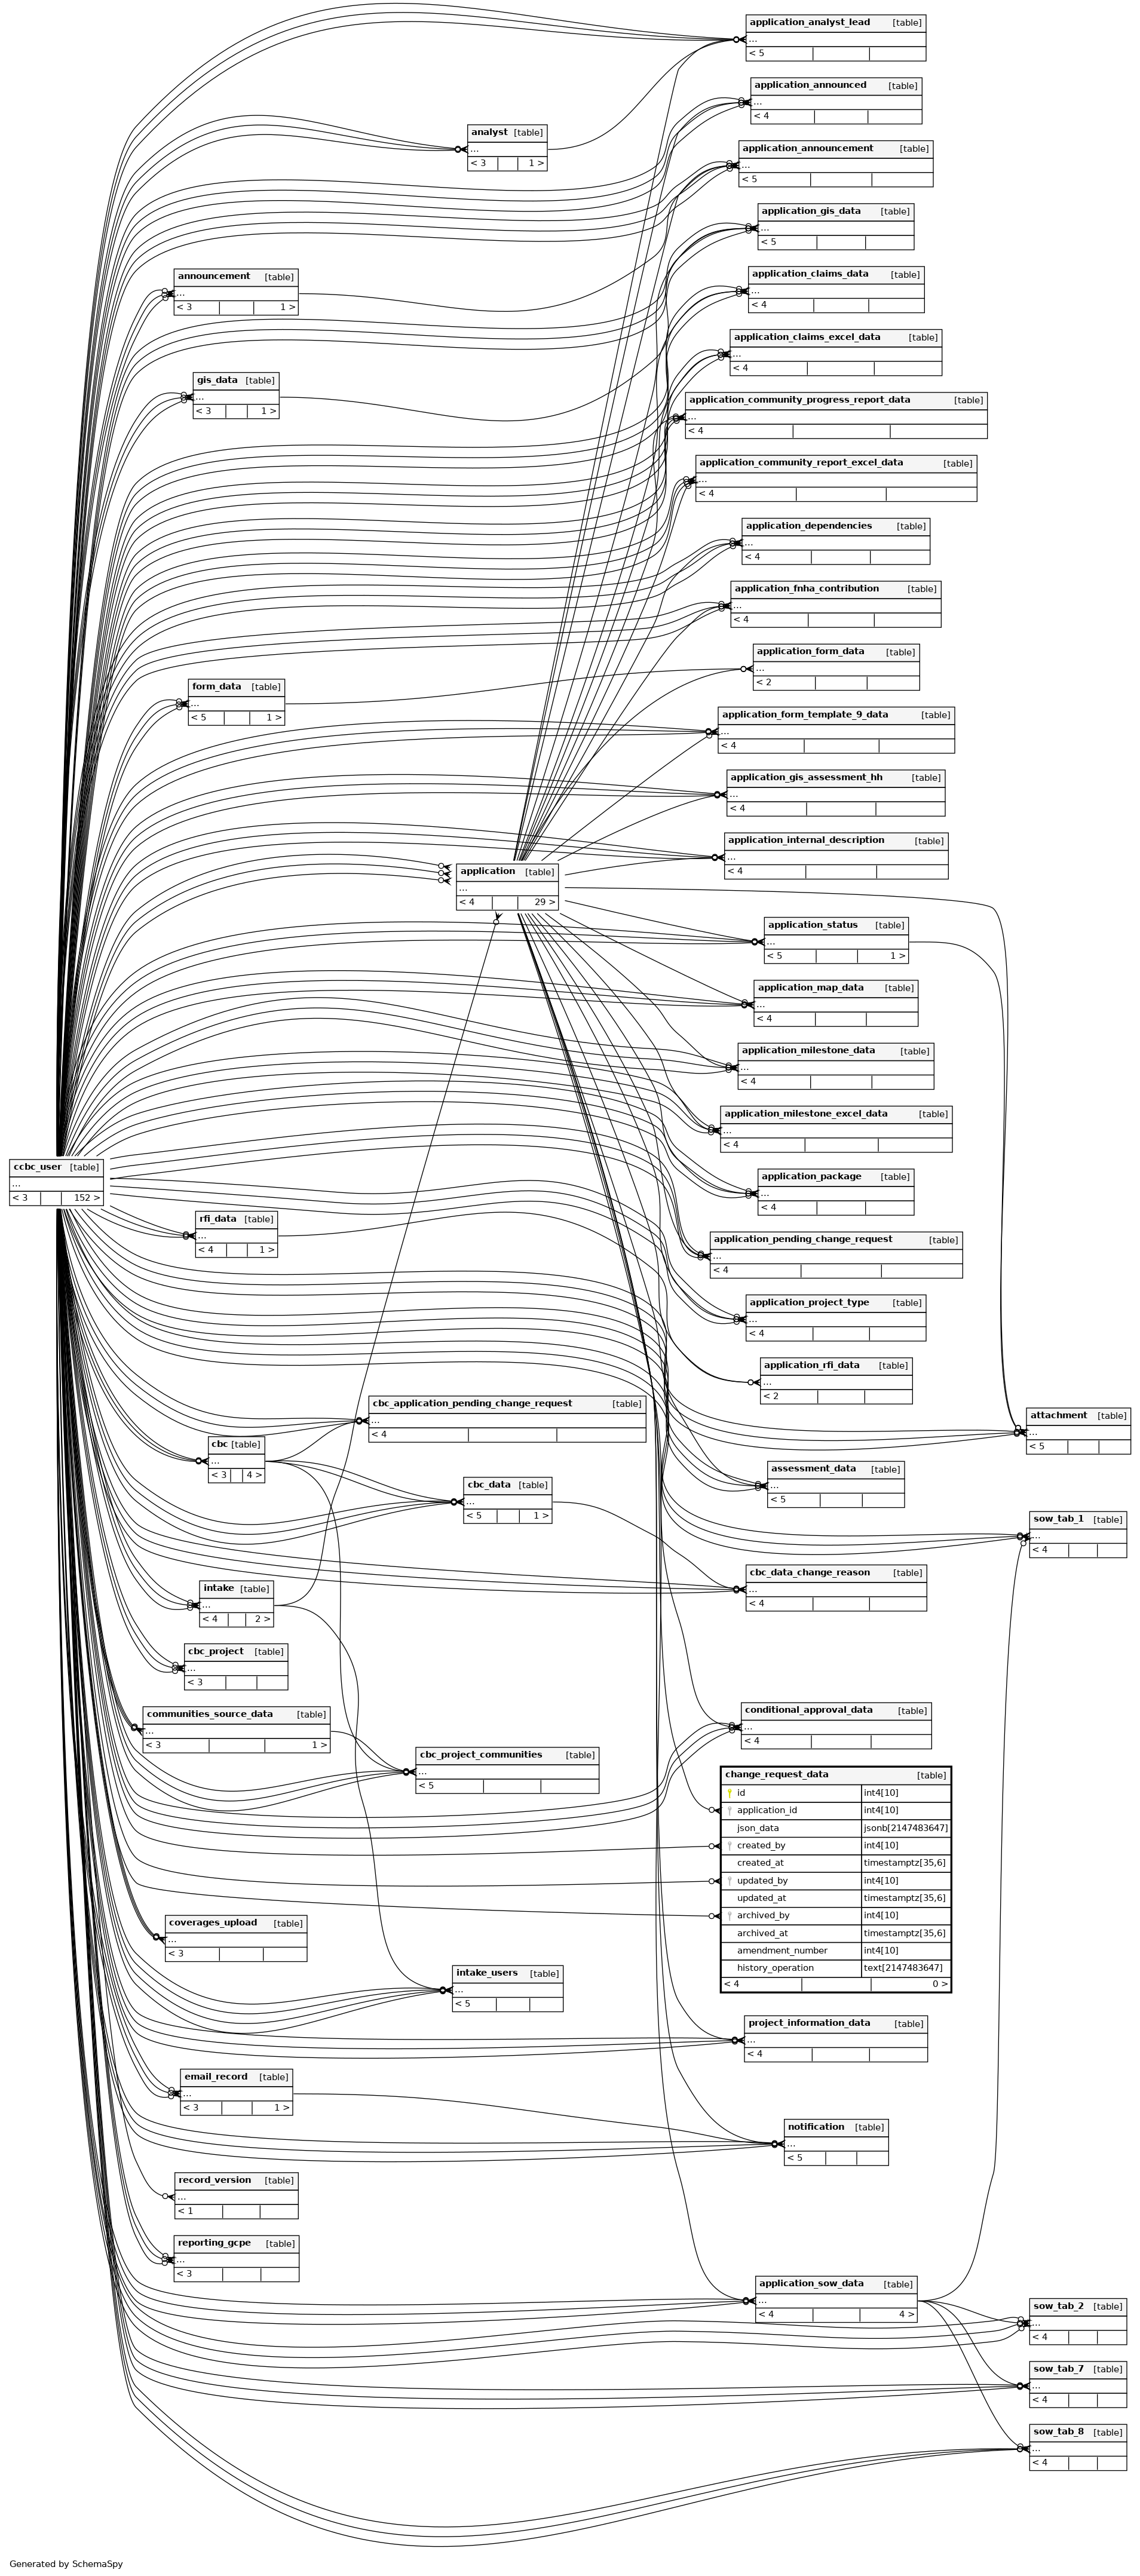 application_analyst_lead [table]
...
< 5
application_announced [table]
...
< 4
analyst [table]
...
< 3 1 >
application_announcement [table]
...
< 5
application_gis_data [table]
...
< 5
announcement [table]
...
< 3 1 >
application_claims_data [table]
...
< 4
application_claims_excel_data [table]
...
< 4
gis_data [table]
...
< 3 1 >
application_community_progress_report_data [table]
...
< 4
application_community_report_excel_data [table]
...
< 4
application_dependencies [table]
...
< 4
application_fnha_contribution [table]
...
< 4
application_form_data [table]
...
< 2
form_data [table]
...
< 5 1 >
application_form_template_9_data [table]
...
< 4
application_gis_assessment_hh [table]
...
< 4
application_internal_description [table]
...
< 4
application [table]
...
< 4 29 >
application_status [table]
...
< 5 1 >
application_map_data [table]
...
< 4
application_milestone_data [table]
...
< 4
application_milestone_excel_data [table]
...
< 4
ccbc_user [table]
...
< 3 152 >
application_package [table]
...
< 4
rfi_data [table]
...
< 4 1 >
application_pending_change_request [table]
...
< 4
application_project_type [table]
...
< 4
application_rfi_data [table]
...
< 2
cbc_application_pending_change_request [table]
...
< 4
attachment [table]
...
< 5
cbc [table]
...
< 3 4 >
assessment_data [table]
...
< 5
cbc_data [table]
...
< 5 1 >
sow_tab_1 [table]
...
< 4
cbc_data_change_reason [table]
...
< 4
intake [table]
...
< 4 2 >
cbc_project [table]
...
< 3
communities_source_data [table]
...
< 3 1 >
conditional_approval_data [table]
...
< 4
cbc_project_communities [table]
...
< 5
change_request_data [table]
id int4[10]
application_id int4[10]
json_data jsonb[2147483647]
created_by int4[10]
created_at timestamptz[35,6]
updated_by int4[10]
updated_at timestamptz[35,6]
archived_by int4[10]
archived_at timestamptz[35,6]
amendment_number int4[10]
history_operation text[2147483647]
< 4 0 >
coverages_upload [table]
...
< 3
intake_users [table]
...
< 5
project_information_data [table]
...
< 4
email_record [table]
...
< 3 1 >
notification [table]
...
< 5
record_version [table]
...
< 1
reporting_gcpe [table]
...
< 3
application_sow_data [table]
...
< 4 4 >
sow_tab_2 [table]
...
< 4
sow_tab_7 [table]
...
< 4
sow_tab_8 [table]
...
< 4
Generated by SchemaSpy